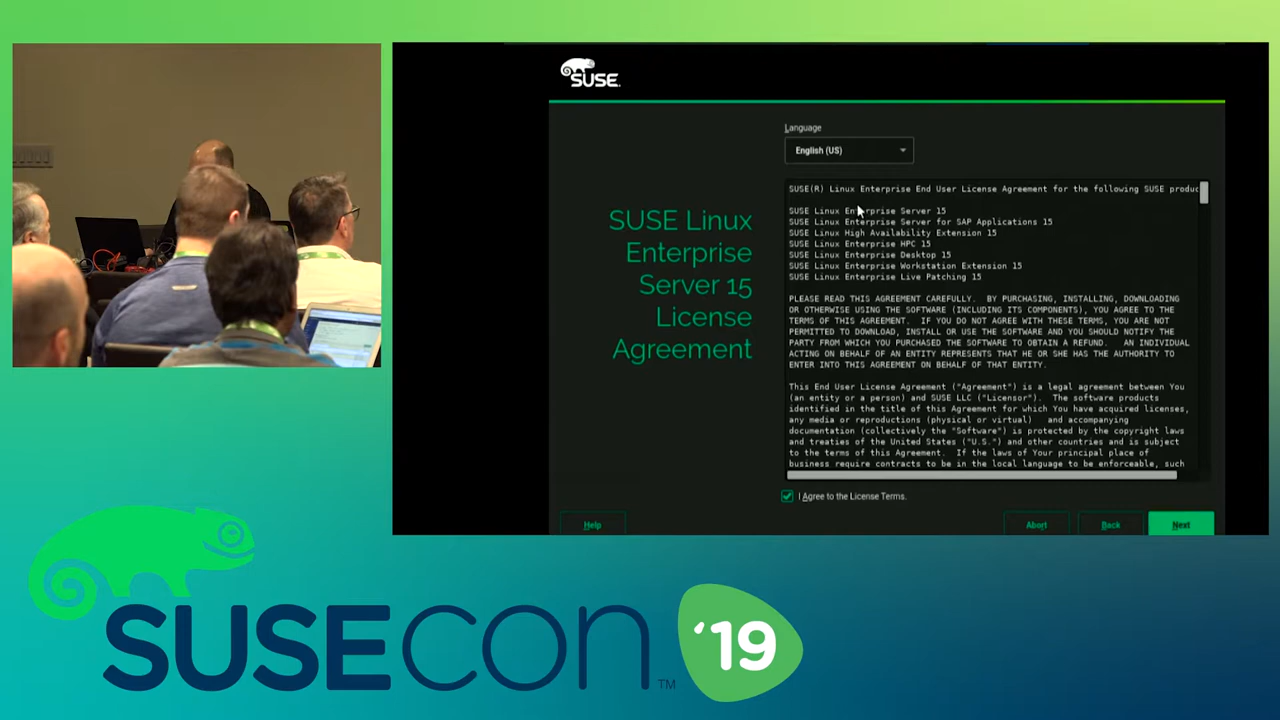 SUSE
Language
English (US)
SUSE Linux
Enterprise
Server 15
License
Agreement
SUSE(R) Linux Enterprise End User License Agreement for the following SUSE produc
SUSE Linux Enterprise Server 15
SUSE Linux Enterprise Server for SAP Applications 15
SUSE Linux High Availability Extension 15
SUSE Linux Enterprise HPC 15
SUSE Linux Enterprise Desktop 15
SUSE Linux Enterprise Workstation Extension 15
SUSE Linux Enterprise Live Patching 15
PLEASE READ THIS AGREEMENT CAREFULLY. BY PURCHASING, INSTALLING, DOWNLOADING
OR OTHERWISE USING THE SOFTWARE (INCLUDING ITS COMPONENTS), YOU AGREE TO THE
TERMS OF THIS AGREEMENT. IF YOU DO NOT AGREE WITH THESE TERMS, YOU ARE NOT
PERMITTED TO DOWNLOAD, INSTALL OR USE THE SOFTWARE AND YOU SHOULD NOTIFY THE
PARTY FROM WHICH YOU PURCHASED THE SOFTWARE TO OBTAIN A REFUND. AN INDIVIDUAL
ACTING ON BEHALF OF AN ENTITY REPRESENTS THAT HE OR SHE HAS THE AUTHORITY TO
ENTER INTO THIS AGREEMENT ON BEHALF OF THAT ENTITY.
This End User License Agreement ("Agreement") is a legal agreement between You
(an entity or a person) and SUSE LLC ("Licensor"). The software products
identified in the title of this Agreement for which You have acquired licenses,
any media or reproductions (physical or virtual) and accompanying
documentation (collectively the "Software") is protected by the copyright laws
and treaties of the United States ("U.S.") and other countries and is subject
to the terms of this Agreement. If the laws of Your principal place of
business require contracts to be in the local language to be enforceable, such
I Agree to the License Terms.
Help
Abort
Back
Next
SUSECON™
'19